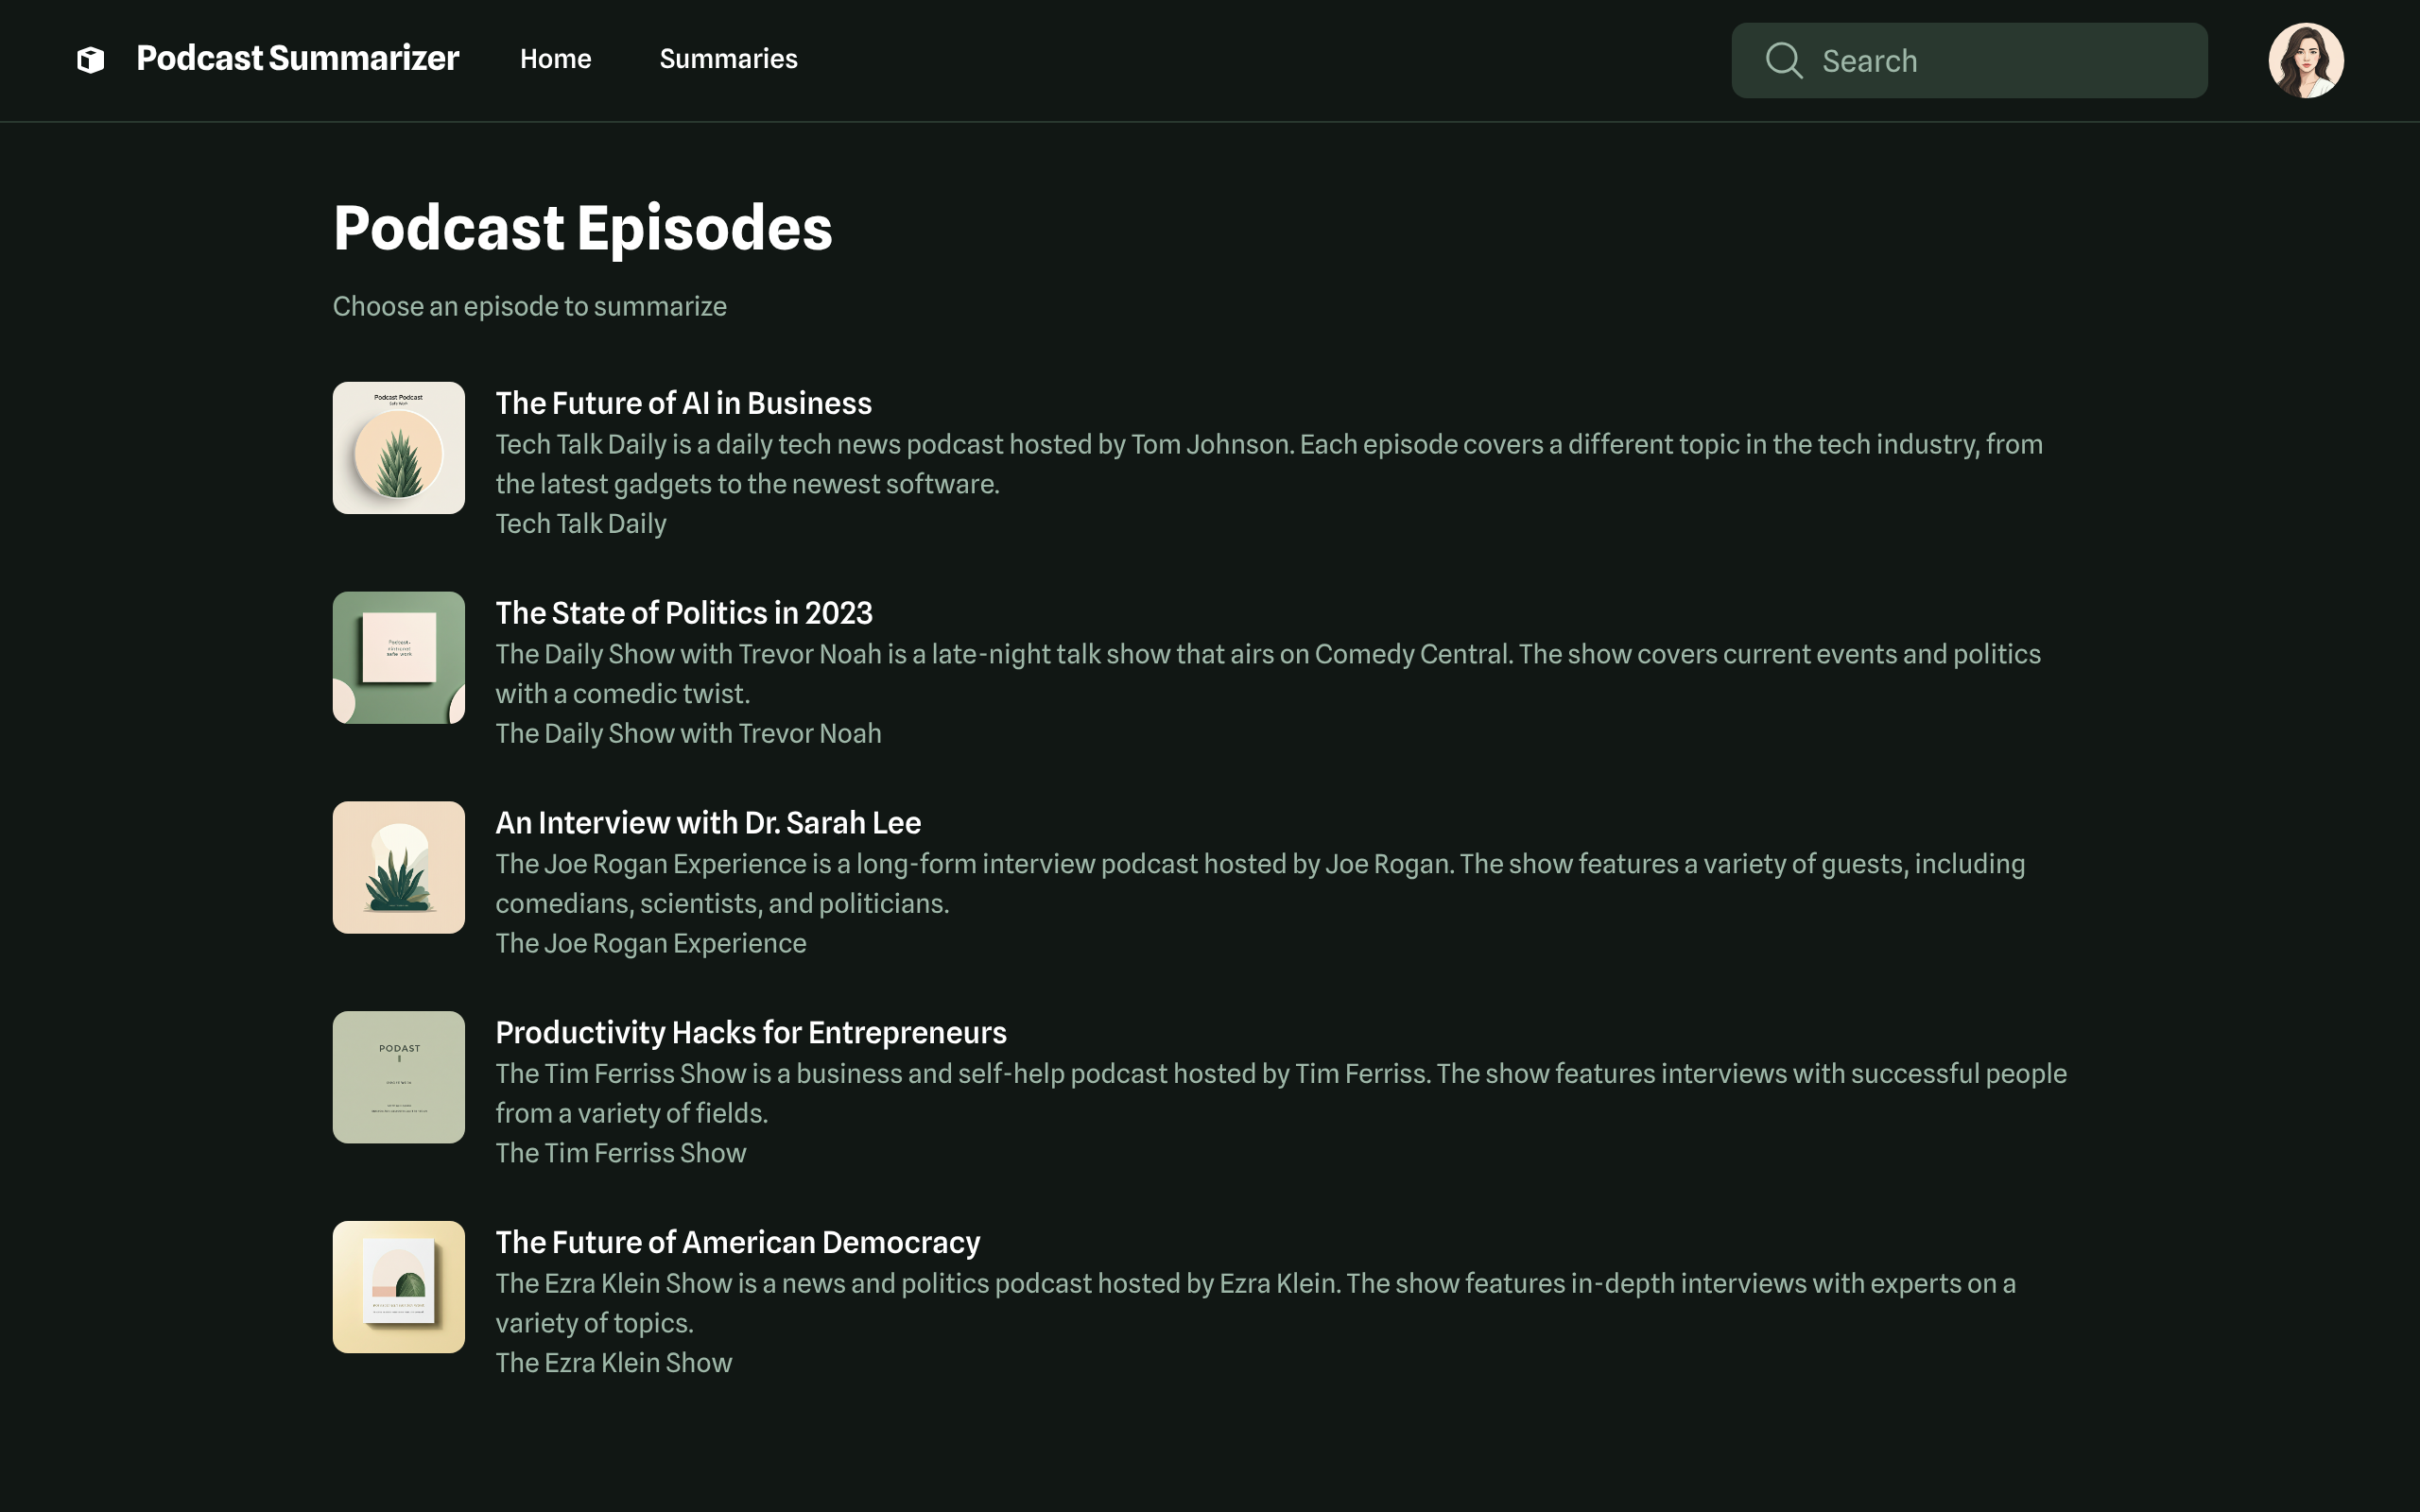 Podcast Summarizer
Home
Summaries
Search
Podcast Episodes
Choose an episode to summarize
Podcast Podcast
The Future of AI in Business
Tech Talk Daily is a daily tech news podcast hosted by Tom Johnson. Each episode covers a different topic in the tech industry, from
the latest gadgets to the newest software.
Tech Talk Daily
The State of Politics in 2023
The Daily Show with Trevor Noah is a late-night talk show that airs on Comedy Central. The show covers current events and politics
with a comedic twist.
The Daily Show with Trevor Noah
An Interview with Dr. Sarah Lee
The Joe Rogan Experience is a long-form interview podcast hosted by Joe Rogan. The show features a variety of guests, including
comedians, scientists, and politicians.
The Joe Rogan Experience
PODAST
Productivity Hacks for Entrepreneurs
The Tim Ferriss Show is a business and self-help podcast hosted by Tim Ferriss. The show features interviews with successful people
from a variety of fields.
The Tim Ferriss Show
The Future of American Democracy
The Ezra Klein Show is a news and politics podcast hosted by Ezra Klein. The show features in-depth interviews with experts on a
variety of topics.
The Ezra Klein Show